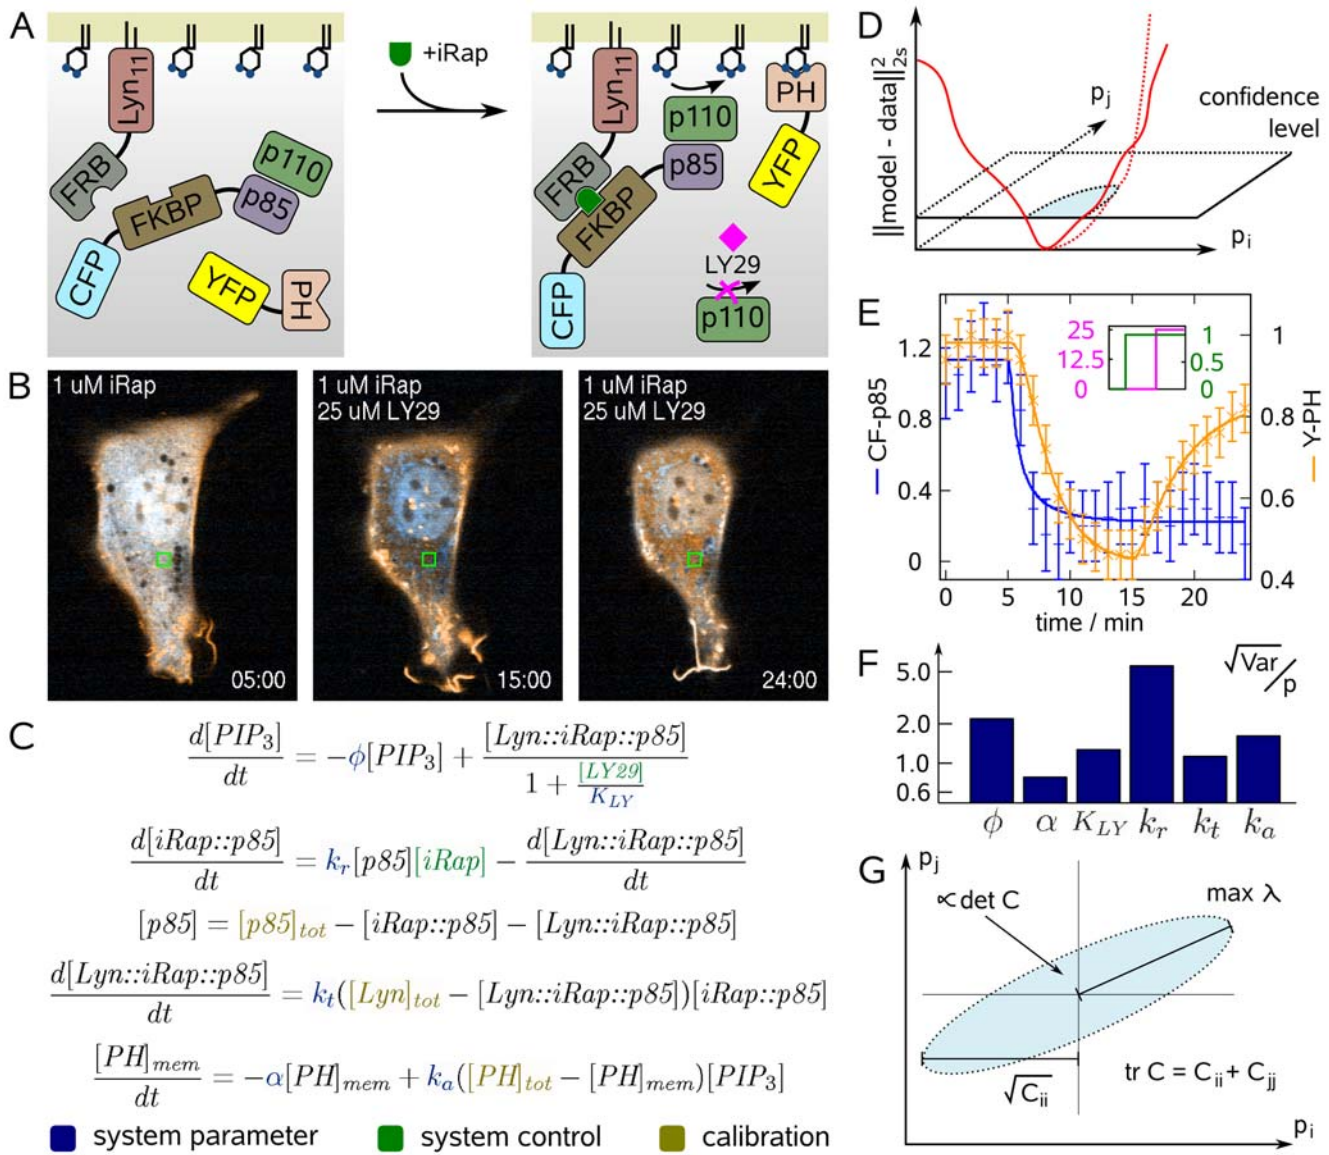 A
Lyn11
FRB
FKBP
p110
p85
CFP
YFP
PH
+iRap
Lyn11
FRB
FKBP
p110
p85
CFP
PH
YFP
LY29
p110
B
1 uM iRap
05:00
1 uM iRap
25 uM LY29
15:00
1 uM iRap
25 uM LY29
24:00
C
d[PIP3]/dt = -ϕ[PIP3] + [Lyn::iRap::p85]/(1 + [LY29]/K_LY)
d[iRap::p85]/dt = k_r[p85][iRap] - d[Lyn::iRap::p85]/dt
[p85] = [p85]tot - [iRap::p85] - [Lyn::iRap::p85]
d[Lyn::iRap::p85]/dt = k_t([Lyn]tot - [Lyn::iRap::p85])[iRap::p85]
[PH]mem/dt = -α[PH]mem + k_a([PH]tot - [PH]mem)[PIP3]
system parameter
system control
calibration
D
||model - data||²₂s
p_j
confidence
level
p_i
E
CF-p85
1.2
0.8
0.4
0
25
12.5
0
1
0.5
0
1
0.8
0.6
0.4
Y-PH
0 5 10 15 20
time / min
F
√Var/p
5.0
2.0
1.0
0.6
ϕ α K_LY k_r k_t k_a
G
p_j
∝det C
max λ
√C_ii
tr C = C_ii + C_jj
p_i